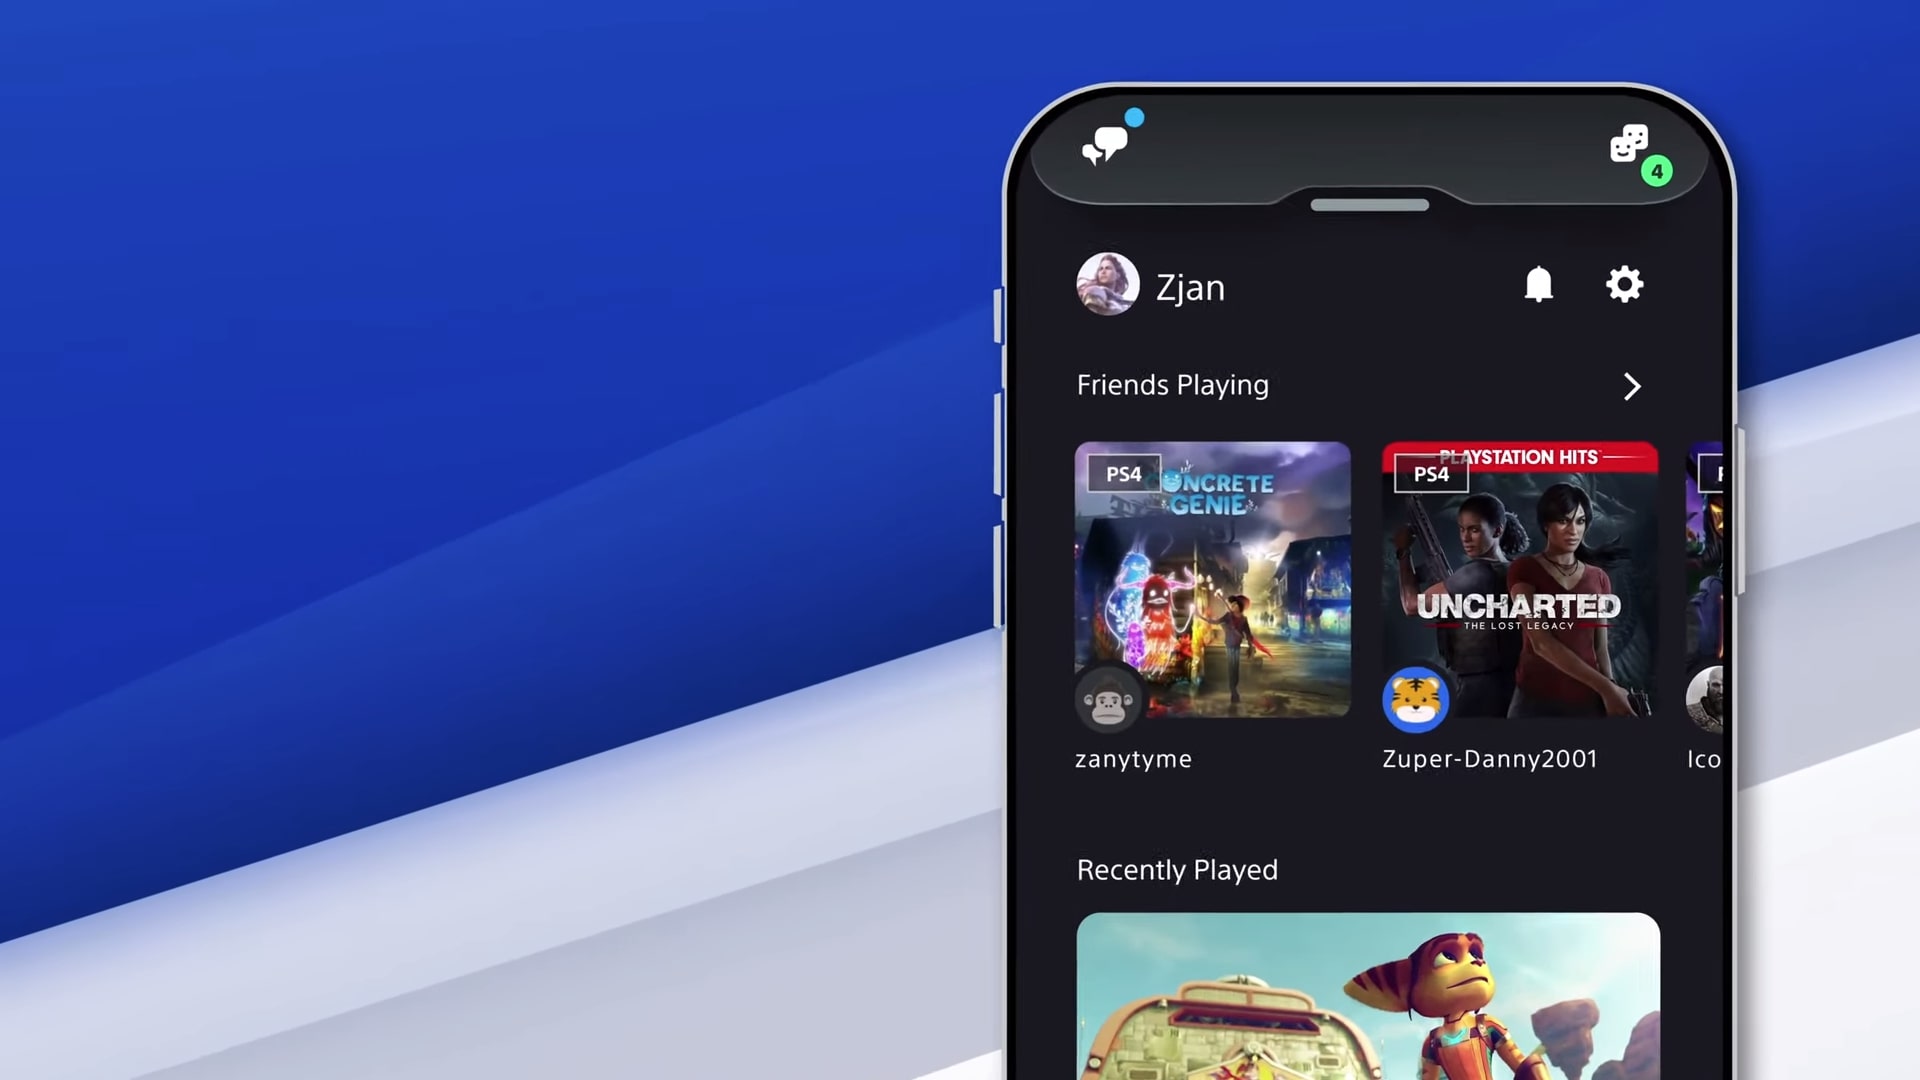 4
Zjan
Friends Playing
PS4
CONCRETE
GENIE
PLAYSTATION HITS
PS4
UNCHARTED
THE LOST LEGACY
zanytyme
Zuper-Danny2001
Ico
Recently Played